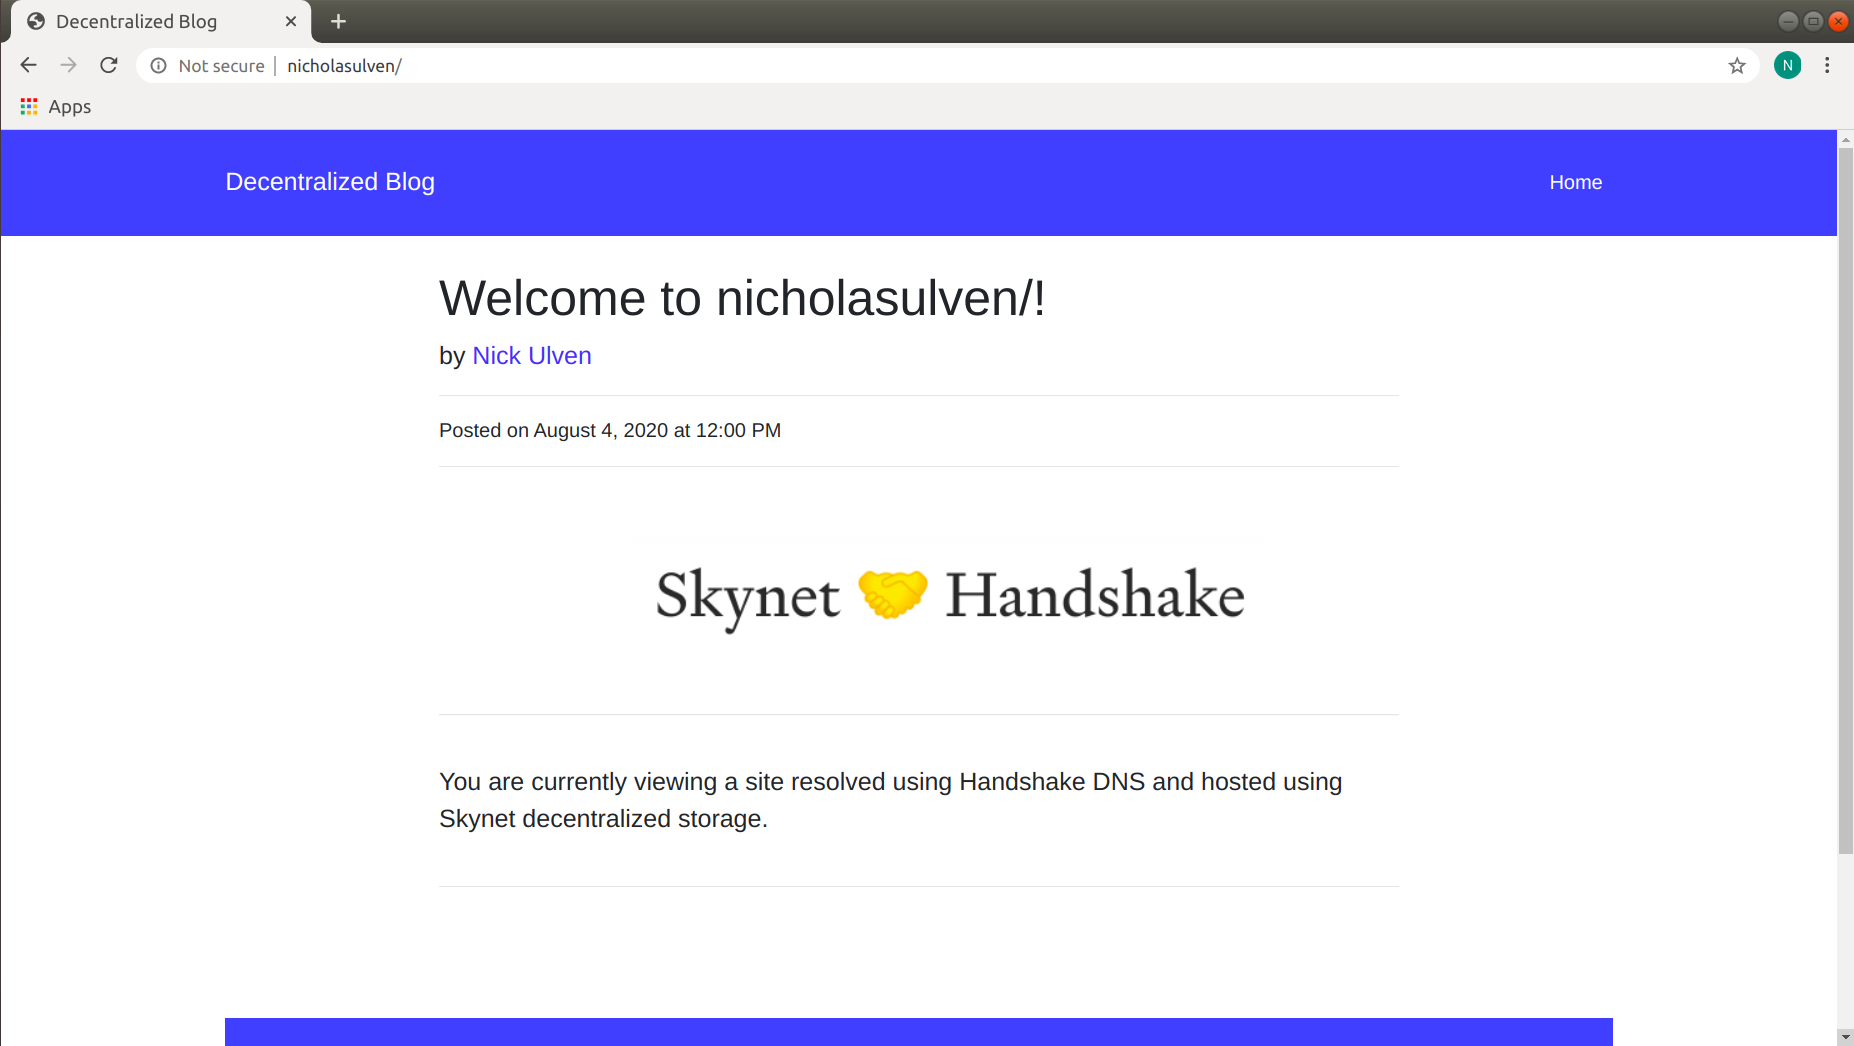 Decentralized Blog
Not secure | nicholasulven/
N
Apps
Decentralized Blog
Home
Welcome to nicholasulven/!
by Nick Ulven
Posted on August 4, 2020 at 12:00 PM
Skynet 🤝 Handshake
You are currently viewing a site resolved using Handshake DNS and hosted using
Skynet decentralized storage.